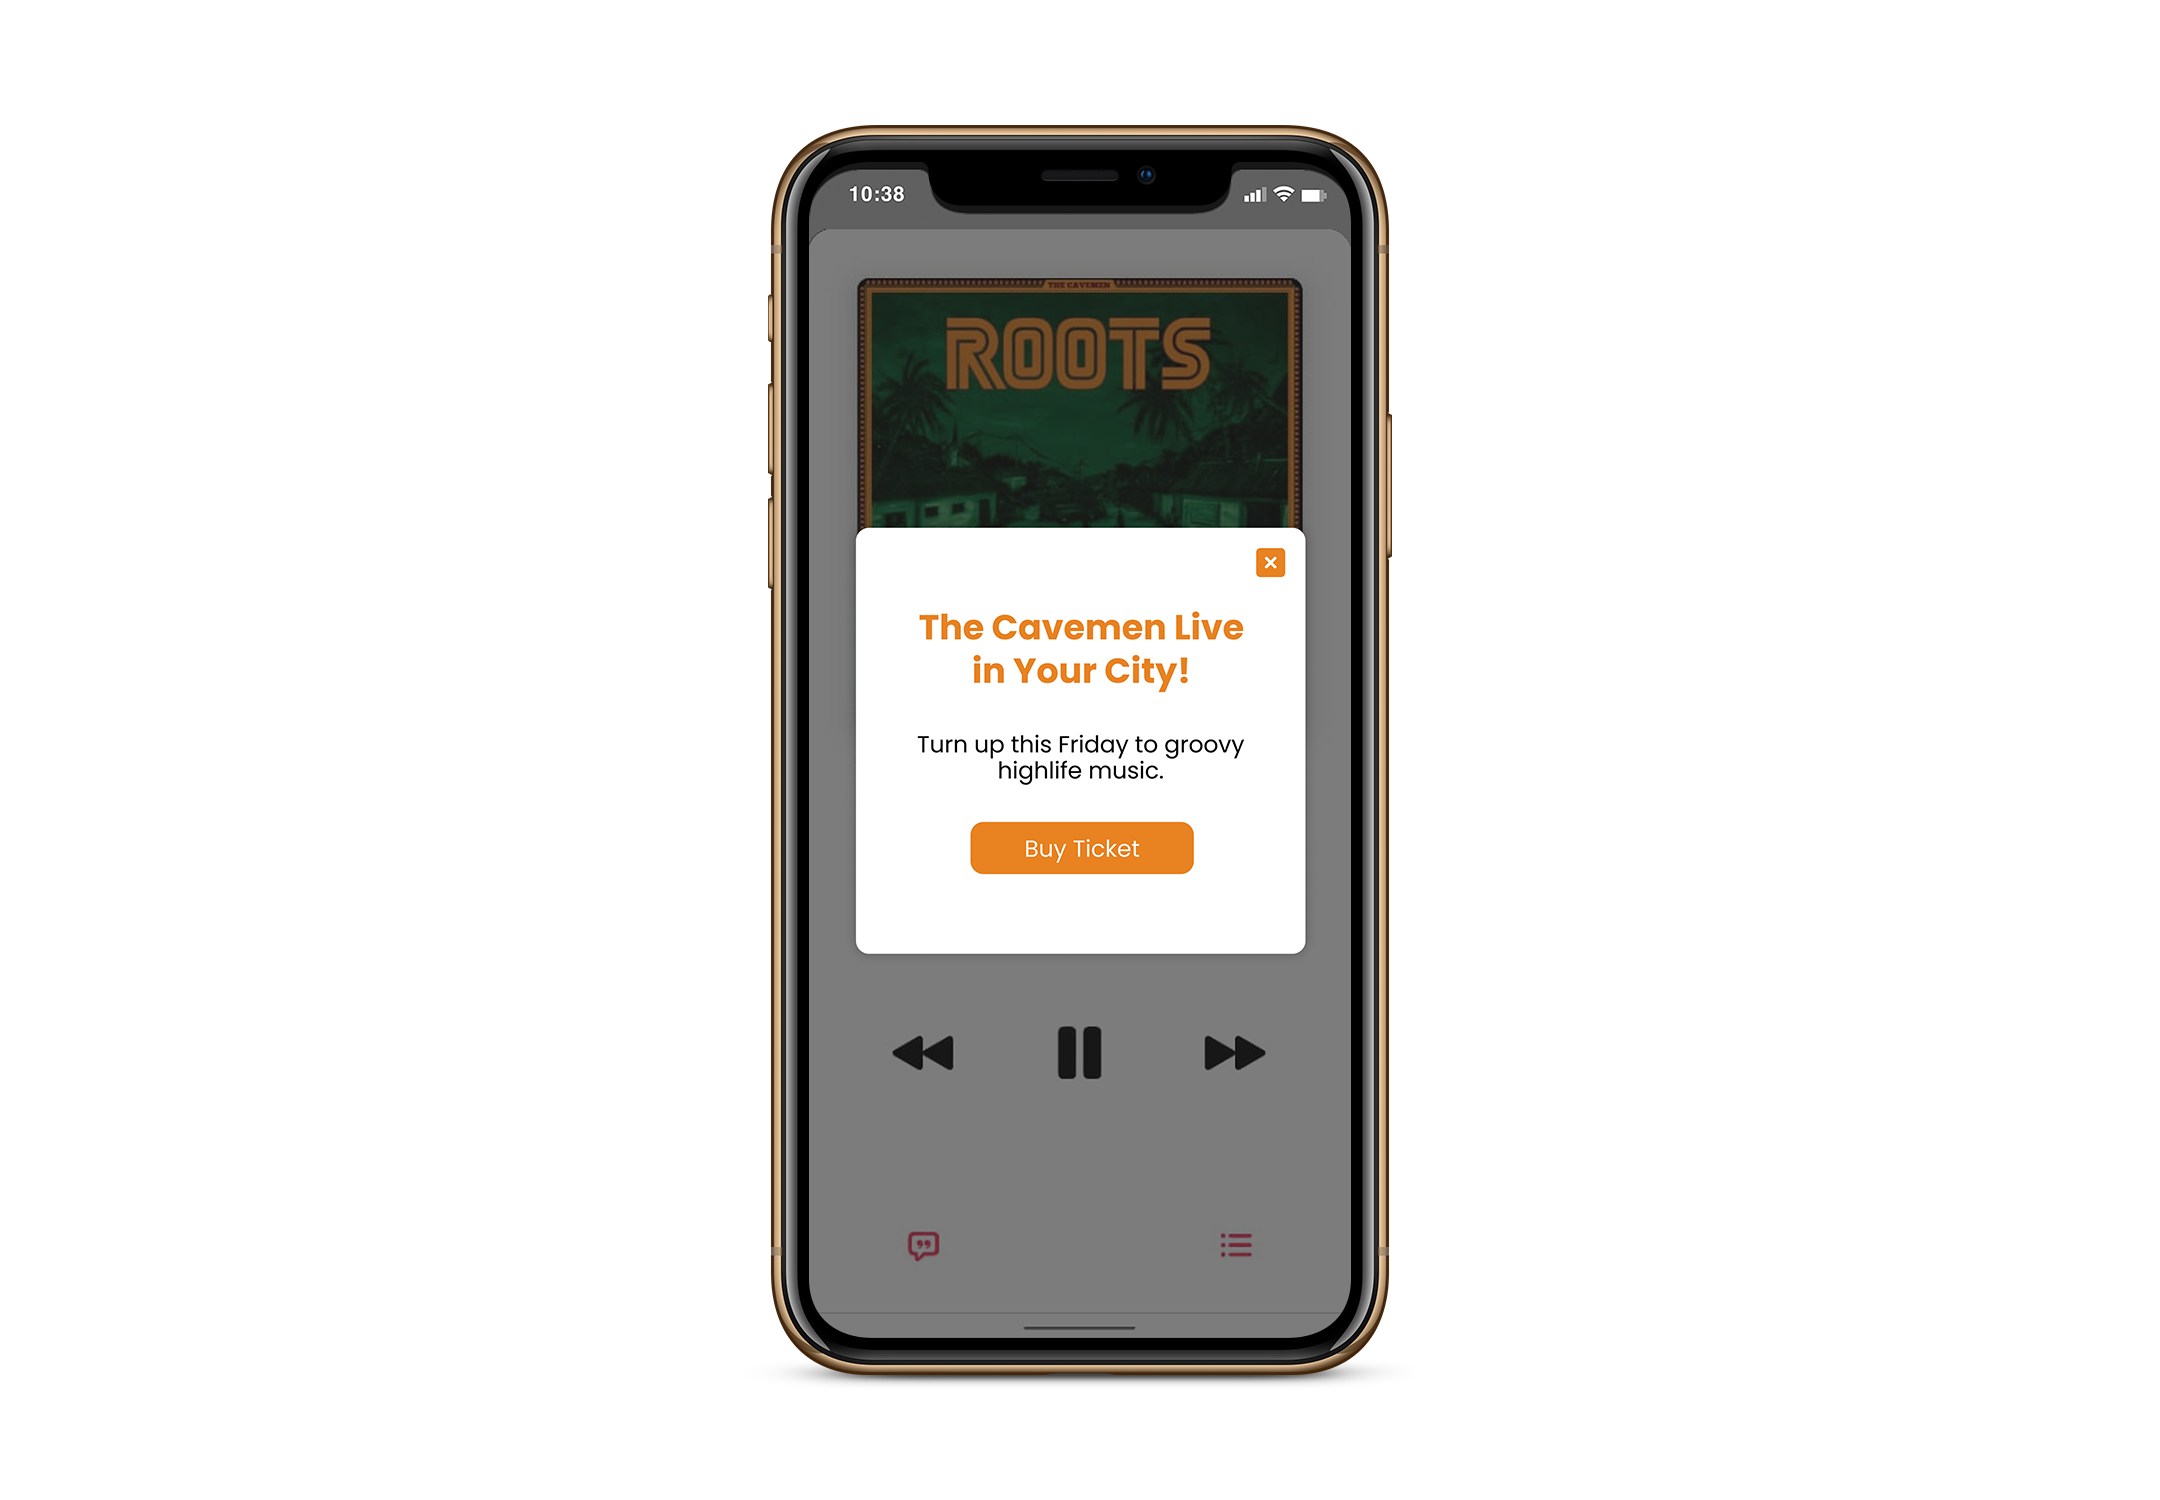 10:38
THE CAVEMEN
ROOTS
The Cavemen Live
in Your City!
Turn up this Friday to groovy
highlife music.
Buy Ticket